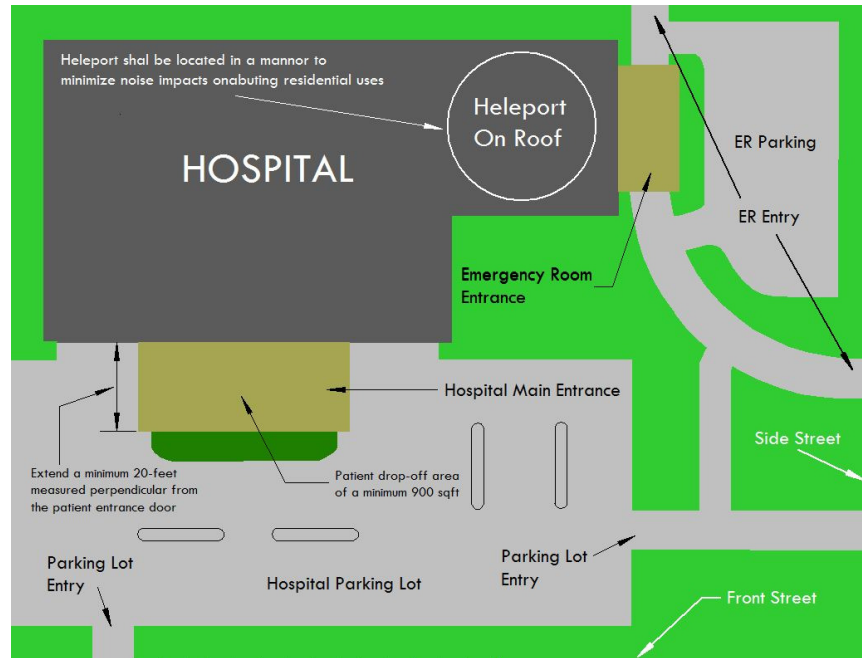 Heleport shal be located in a mannor to
minimize noise impacts onabuting residential uses
Heleport
On Roof
HOSPITAL
ER Parking
ER Entry
Emergency Room
Entrance
Hospital Main Entrance
Side Street
Extend a minimum 20-feet
measured perpendicular from
the patient entrance door
Patient drop-off area
of a minimum 900 sqft
Parking Lot
Entry
Hospital Parking Lot
Parking Lot
Entry
Front Street